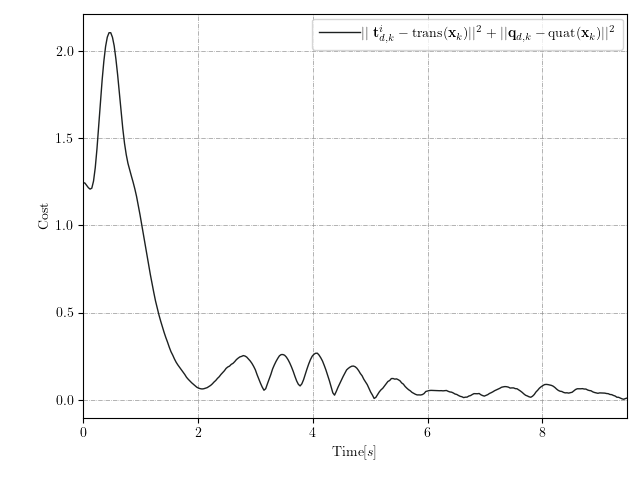 || t^i_{d,k} − trans(x_k)||^2 + ||q_{d,k} − quat(x_k)||^2
2.0
1.5
1.0
0.5
0.0
Cost
0 2 4 6 8
Time[s]